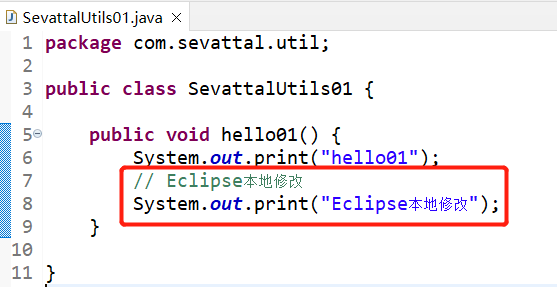 SevattalUtils01.java
1 package com.sevattal.util;
2
3 public class SevattalUtils01 {
4
5 public void hello01() {
6 System.out.print("hello01");
7 // Eclipse本地修改
8 System.out.print("Eclipse本地修改");
9 }
10
11 }